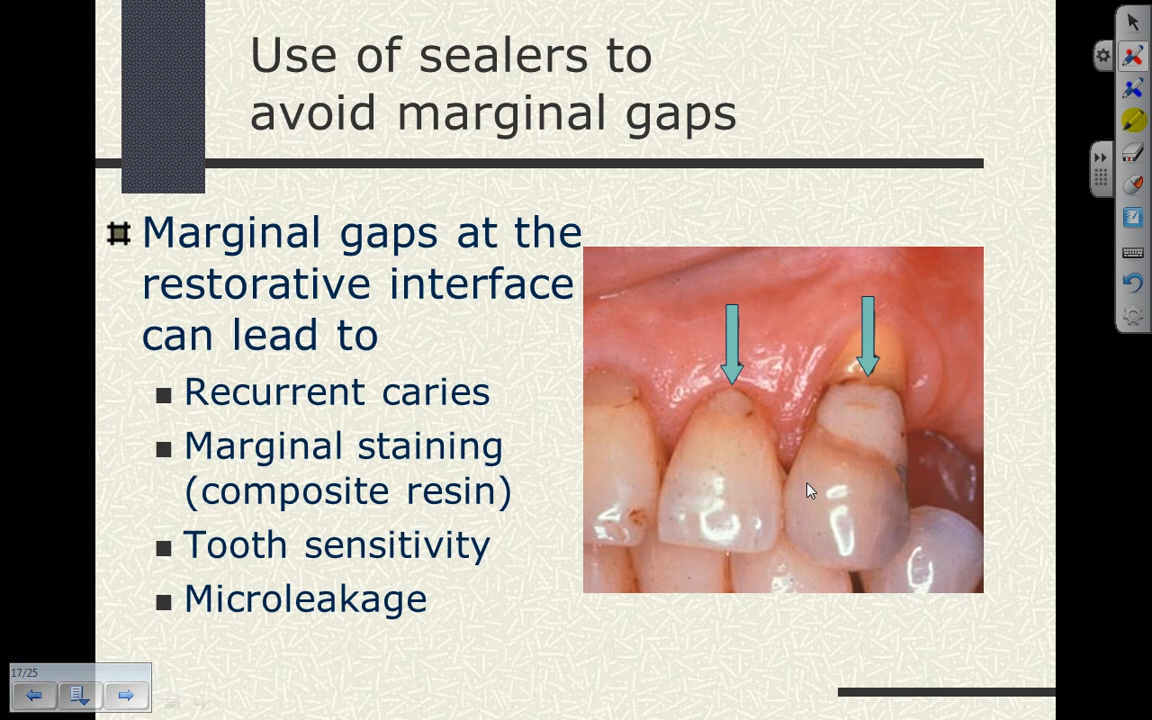 Use of sealers to
avoid marginal gaps
Marginal gaps at the
restorative interface
can lead to
Recurrent caries
Marginal staining
(composite resin)
Tooth sensitivity
Microleakage
17/25